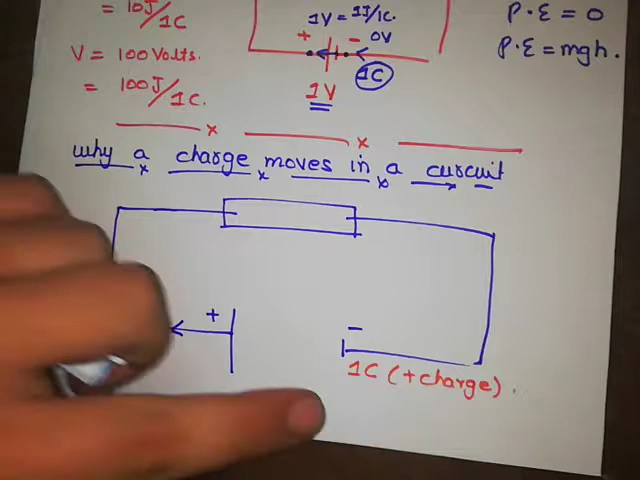 = 10J/1C
V = 100 Volts.
= 100J/1C.
1V = 1J/1C.
+ - 0V
1C
1V
P.E = 0
P.E = mgh.
x x
why a charge moves in a curcuit
x x x
+ -
1C (+charge).